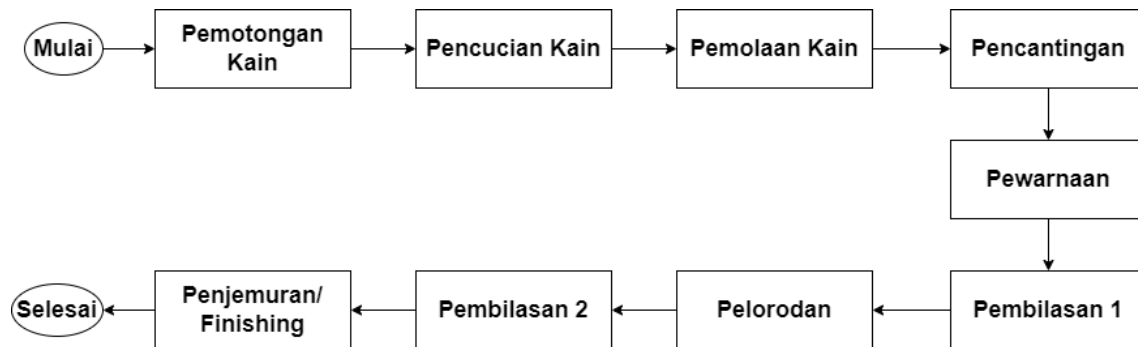 Mulai
Pemotongan
Kain
Pencucian Kain
Pemolaan Kain
Pencantingan
Pewarnaan
Pembilasan 1
Pelorodan
Pembilasan 2
Penjemuran/
Finishing
Selesai